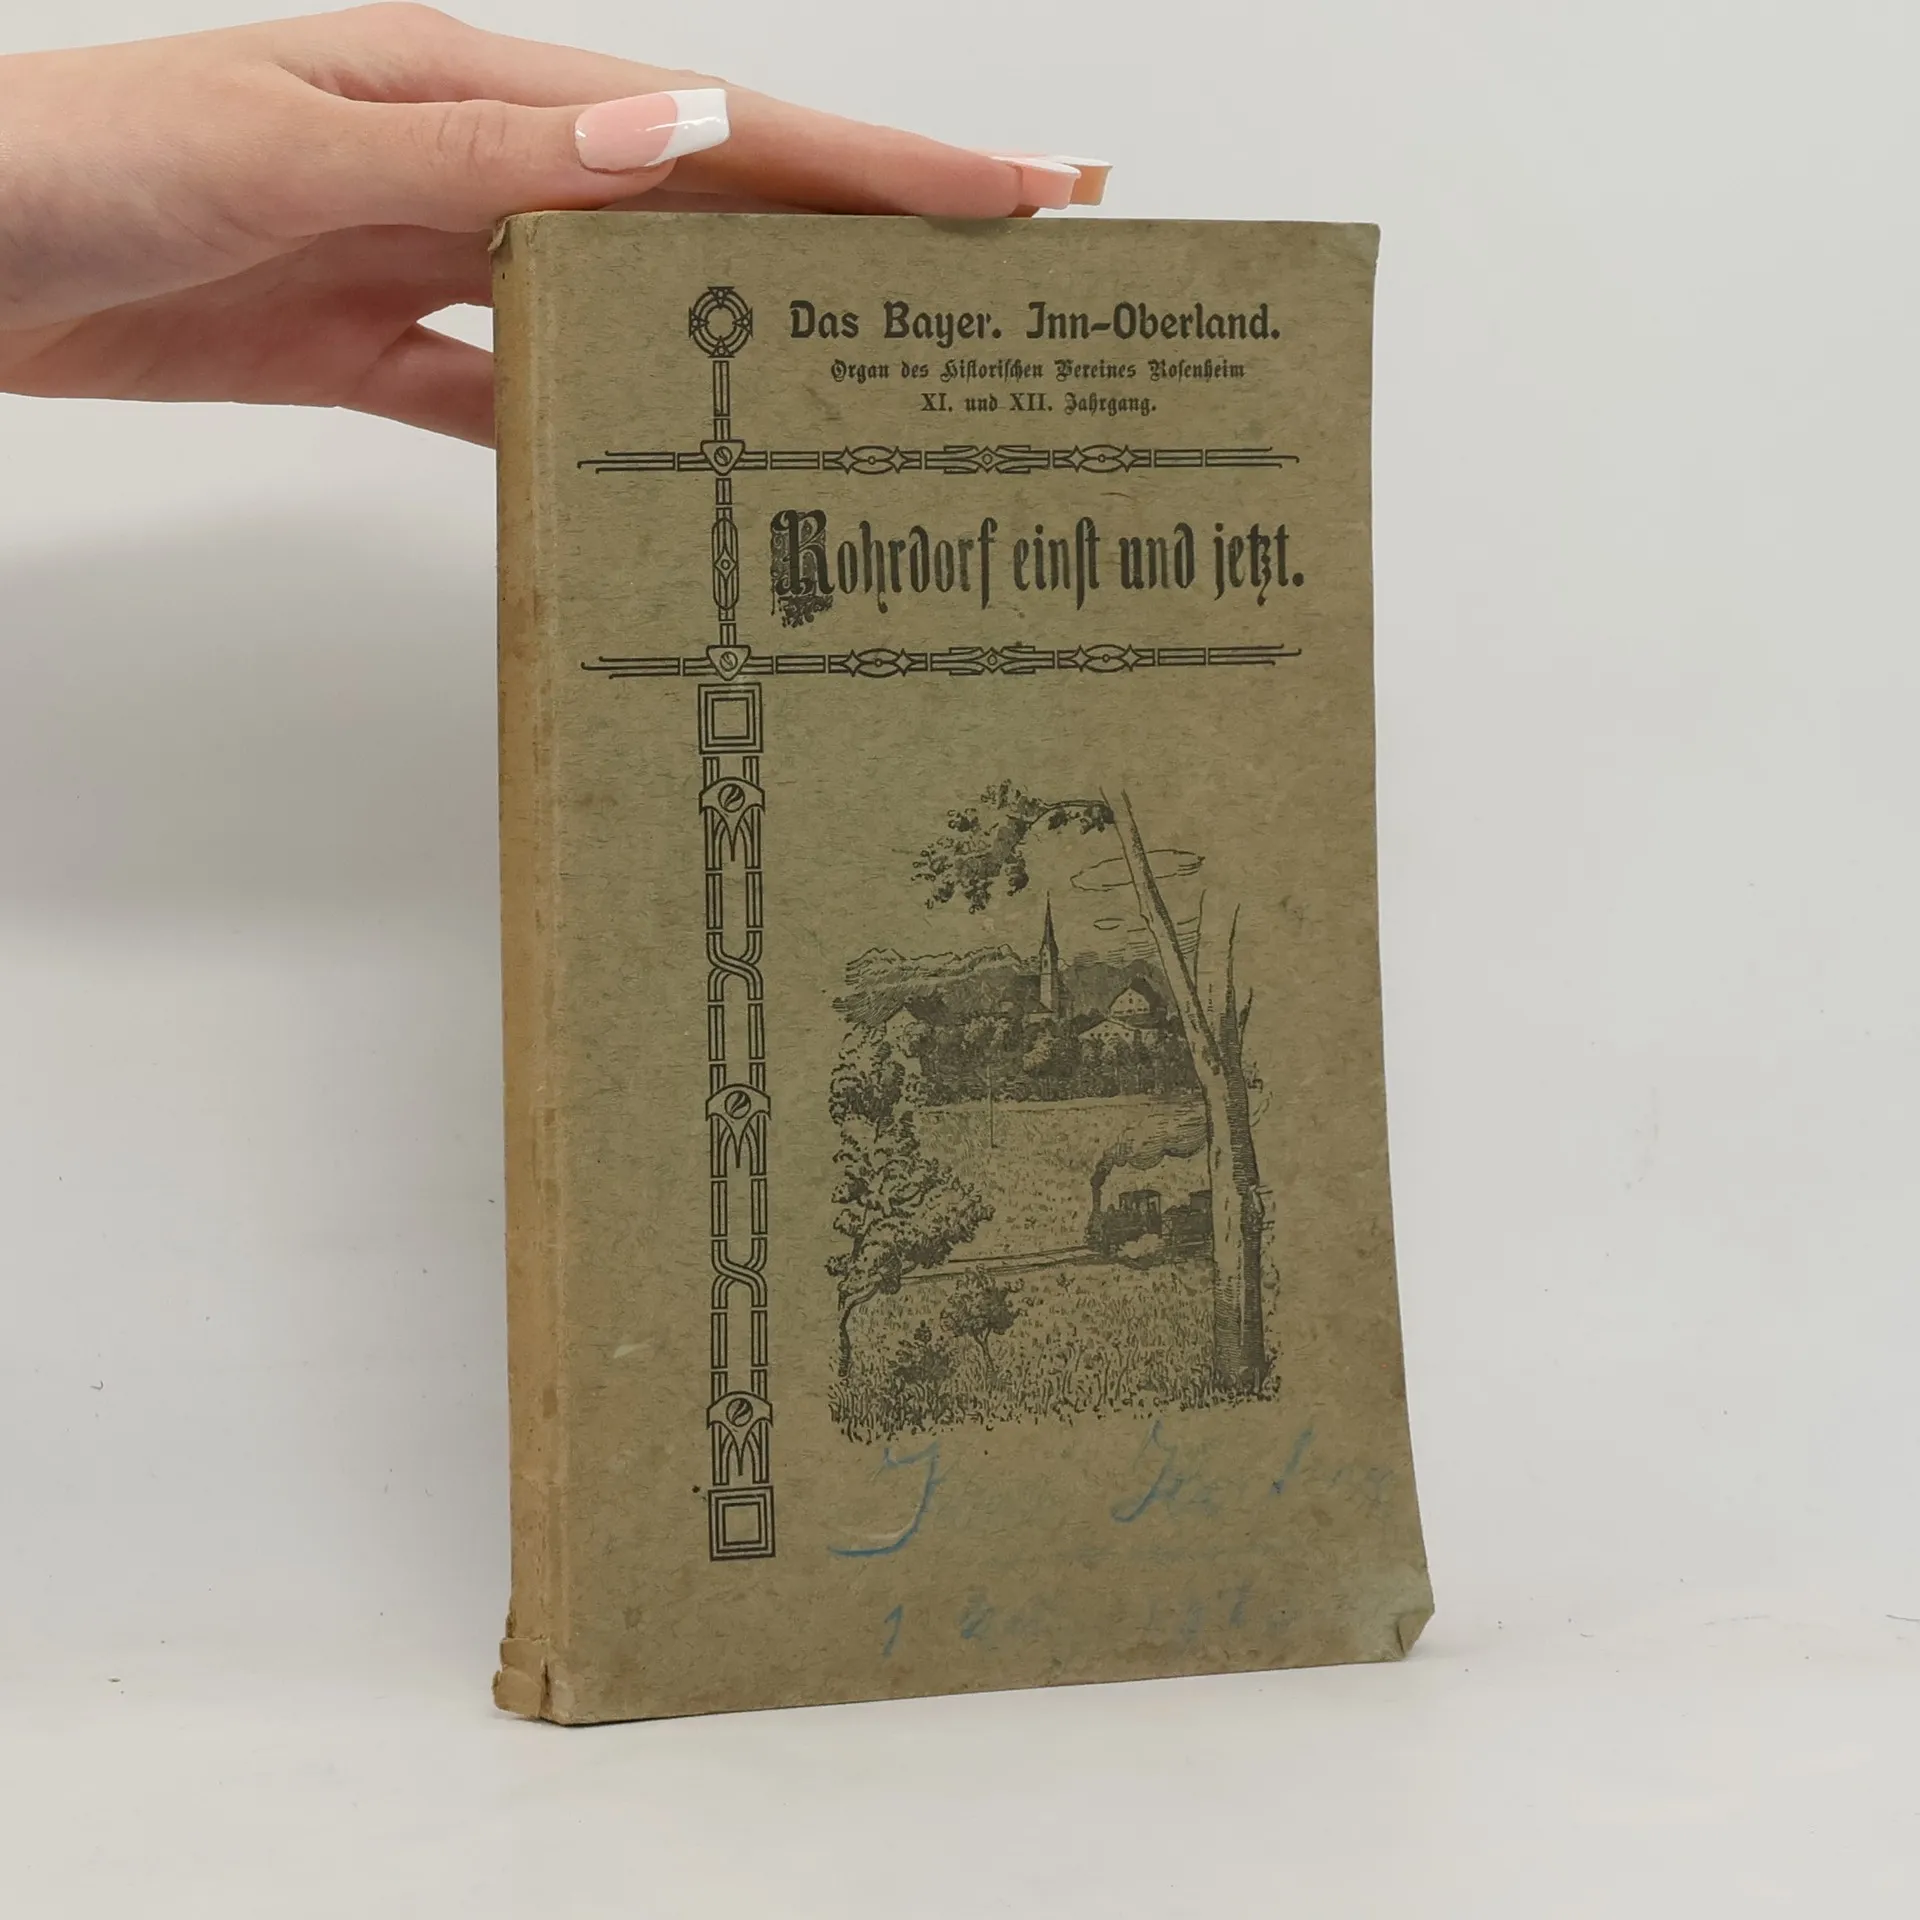 Das Bayer. Inn-Oberland.
Organ des Historischen Vereines Rosenheim
XI. und XII. Jahrgang.
Rohrdorf einst und jetzt.